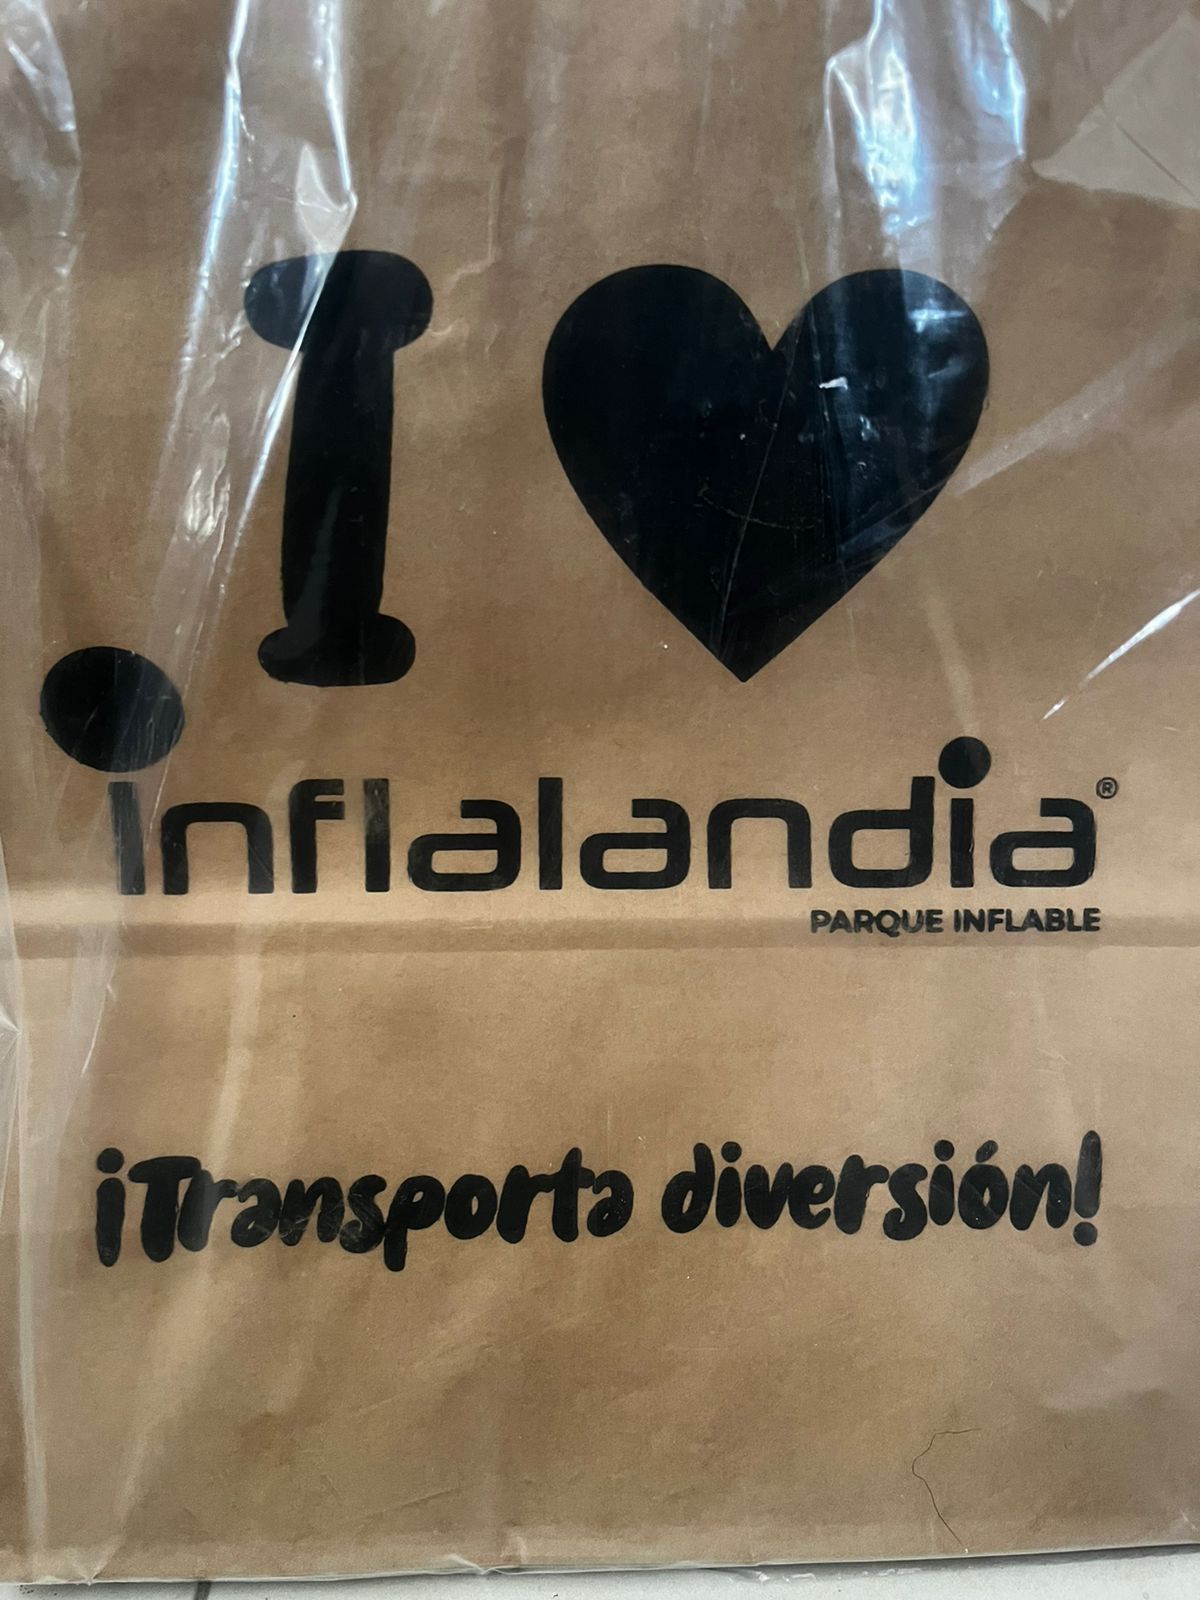 I ♥
inflalandia®
PARQUE INFLABLE
¡Transporta diversión!